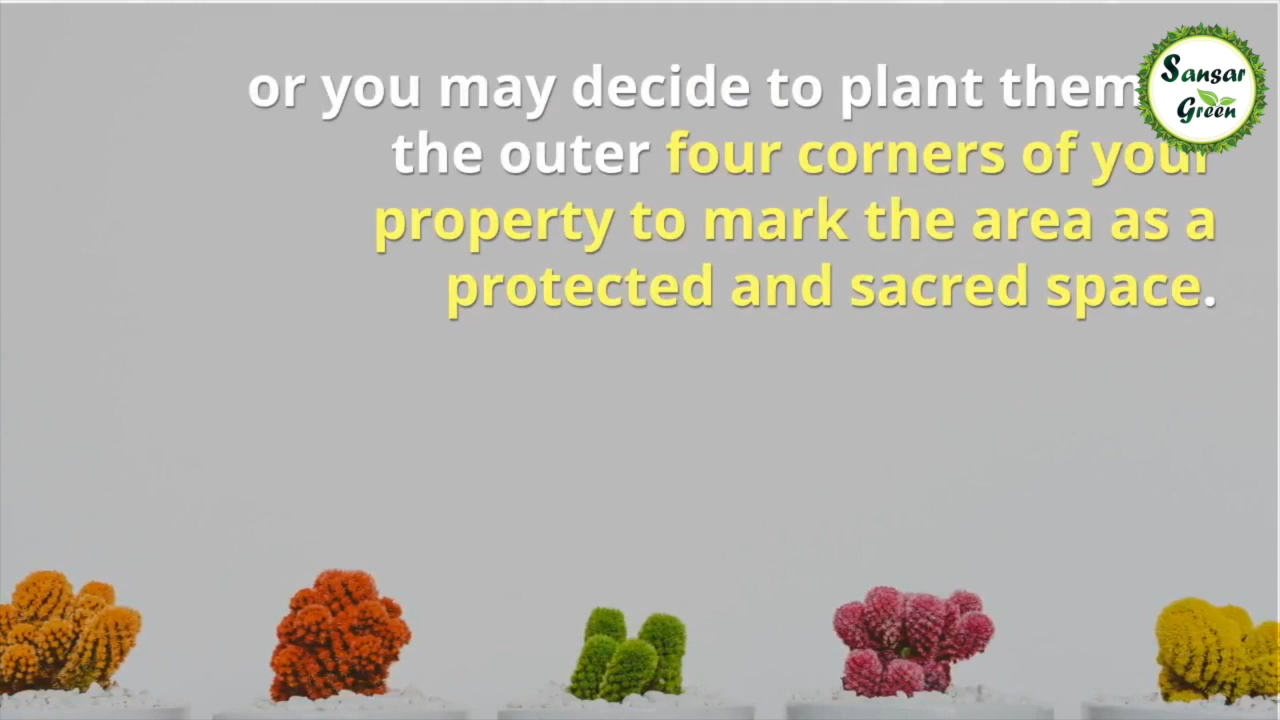 or you may decide to plant them
the outer four corners of your
property to mark the area as a
protected and sacred space.
Sansar
Green